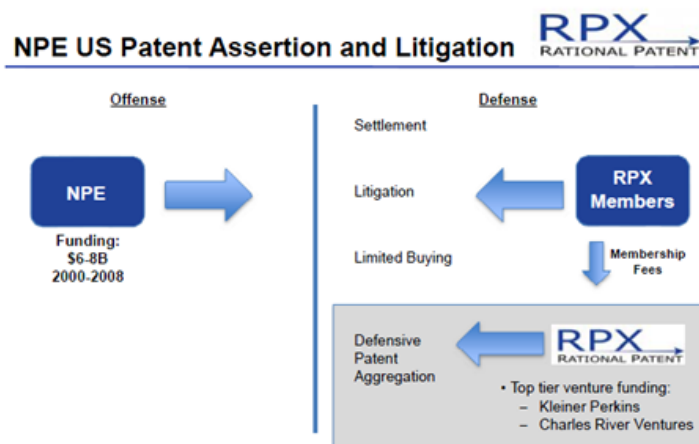 NPE US Patent Assertion and Litigation
RPX
RATIONAL PATENT
Offense
NPE
Funding:
$6-8B
2000-2008
Defense
Settlement
Litigation
Limited Buying
RPX
Members
Membership
Fees
Defensive
Patent
Aggregation
RPX
RATIONAL PATENT
• Top tier venture funding:
– Kleiner Perkins
– Charles River Ventures